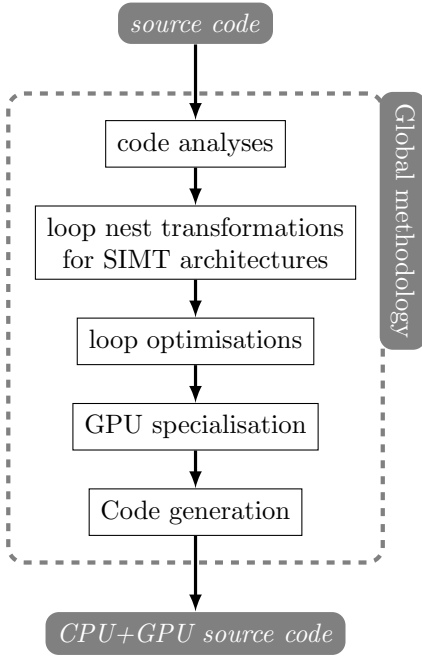 source code
Global methodology
code analyses
loop nest transformations
for SIMT architectures
loop optimisations
GPU specialisation
Code generation
CPU+GPU source code